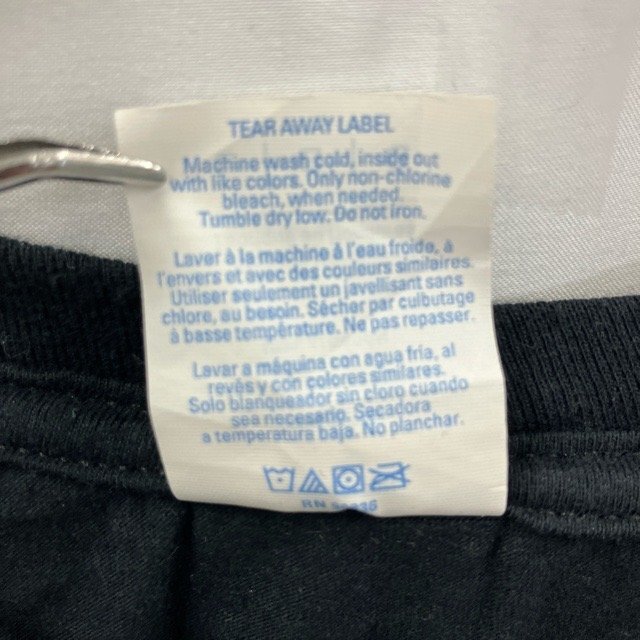 TEAR AWAY LABEL
Machine wash cold, inside out
with like colors. Only non-chlorine
bleach, when needed.
Tumble dry low. Do not iron.
Laver à la machine à l'eau froide, à
l'envers et avec des couleurs similaires.
Utiliser seulement un javellisant sans
chlore, au besoin. Sécher par culbutage
à basse température. Ne pas repasser.
Lavar a máquina con agua fría, al
revés y con colores similares.
Solo blanqueador sin cloro cuando
sea necesario. Secadora
a temperatura baja. No planchar.
RN